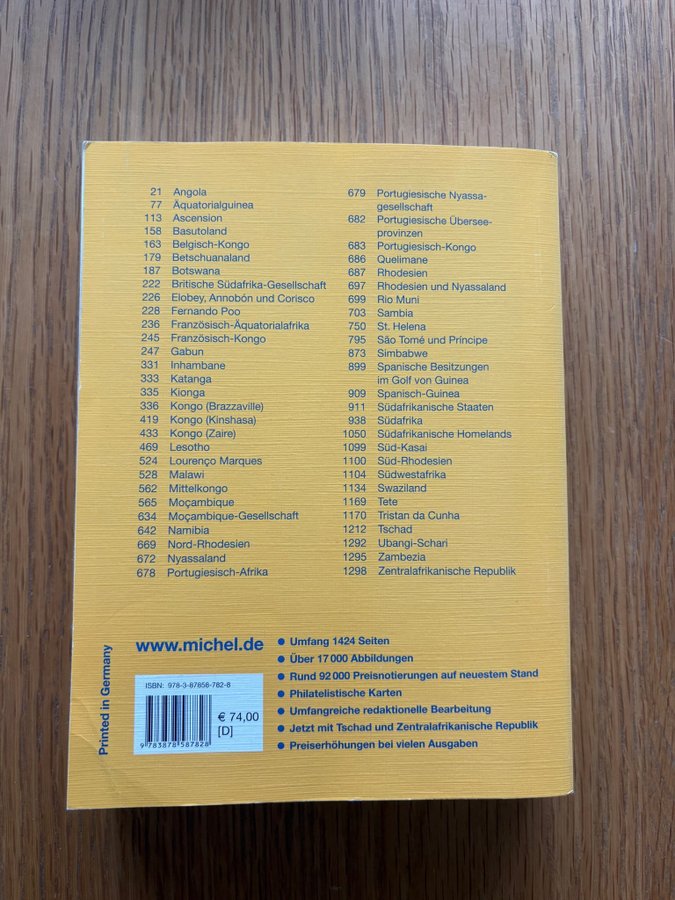 21 Angola
77 Äquatorialguinea
113 Ascension
158 Basutoland
163 Belgisch-Kongo
179 Betschuanaland
187 Botswana
222 Britische Südafrika-Gesellschaft
226 Elobey, Annobón und Corisco
228 Fernando Poo
236 Französisch-Äquatorialafrika
245 Französisch-Kongo
247 Gabun
331 Inhambane
333 Katanga
335 Kionga
336 Kongo (Brazzaville)
419 Kongo (Kinshasa)
433 Kongo (Zaire)
469 Lesotho
524 Lourenço Marques
528 Malawi
562 Mittelkongo
565 Moçambique
634 Moçambique-Gesellschaft
642 Namibia
669 Nord-Rhodesien
672 Nyassaland
678 Portugiesisch-Afrika
679 Portugiesische Nyassa-
gesellschaft
682 Portugiesische Übersee-
provinzen
683 Portugiesisch-Kongo
686 Quelimane
687 Rhodesien
697 Rhodesien und Nyassaland
699 Rio Muni
703 Sambia
750 St. Helena
795 São Tomé und Príncipe
873 Simbabwe
899 Spanische Besitzungen
im Golf von Guinea
909 Spanisch-Guinea
911 Südafrikanische Staaten
938 Südafrika
1050 Südafrikanische Homelands
1099 Süd-Kasai
1100 Süd-Rhodesien
1104 Südwestafrika
1134 Swaziland
1169 Tete
1170 Tristan da Cunha
1212 Tschad
1292 Ubangi-Schari
1295 Zambezia
1298 Zentralafrikanische Republik
Printed in Germany
www.michel.de
ISBN: 978-3-87858-782-8
€ 74,00
[D]
9 783878 587828
● Umfang 1424 Seiten
● Über 17 000 Abbildungen
● Rund 92 000 Preisnotierungen auf neuestem Stand
● Philatelistische Karten
● Umfangreiche redaktionelle Bearbeitung
● Jetzt mit Tschad und Zentralafrikanische Republik
● Preiserhöhungen bei vielen Ausgaben